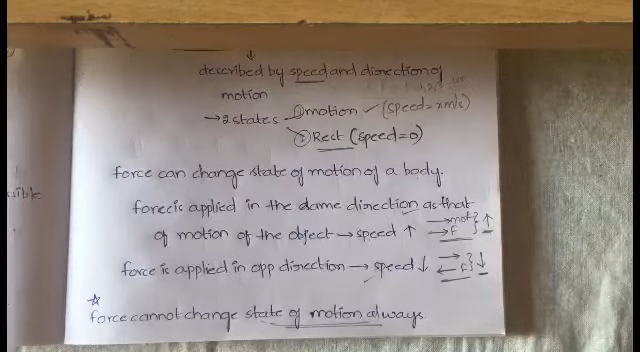 ↓
described by speed and direction of
motion
→ 2 states ① motion ✓ (speed = x m/s)
② Rest (speed = 0)
force can change state of motion of a body.
force is applied in the dame direction as that
of motion of the object → speed ↑ → mot } ↑
→ F
force is applied in opp direction → speed ↓ → ← F } ↓
☆
force cannot change state of motion always